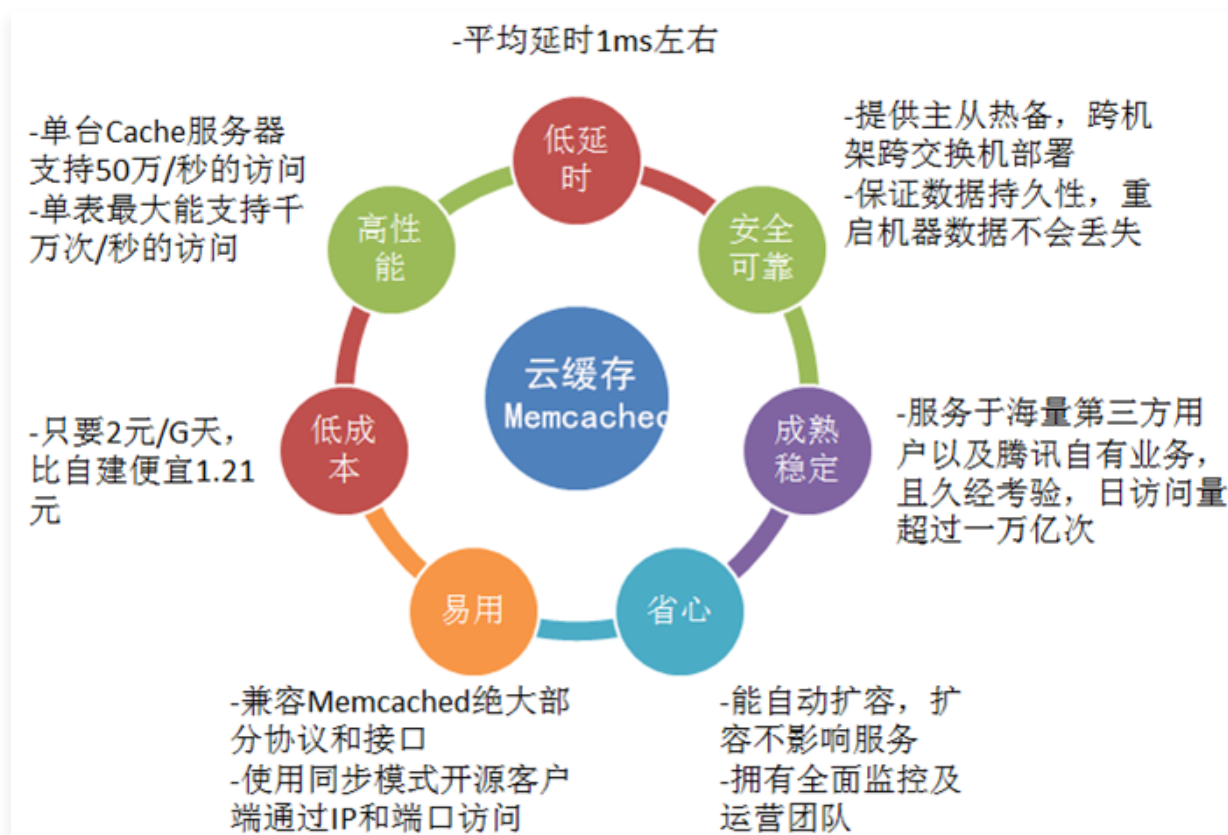 -平均延时1ms左右
低延
时
-提供主从热备，跨机
架跨交换机部署
-保证数据持久性，重
启机器数据不会丢失
安全
可靠
-服务于海量第三方用
户以及腾讯自有业务，
且久经考验，日访问量
超过一万亿次
成熟
稳定
省心
-能自动扩容，扩
容不影响服务
-拥有全面监控及
运营团队
易用
-兼容Memcached绝大部
分协议和接口
-使用同步模式开源客户
端通过IP和端口访问
低成
本
-只要2元/G天，
比自建便宜1.21
元
高性
能
-单台Cache服务器
支持50万/秒的访问
-单表最大能支持千
万次/秒的访问
云缓存
Memcached